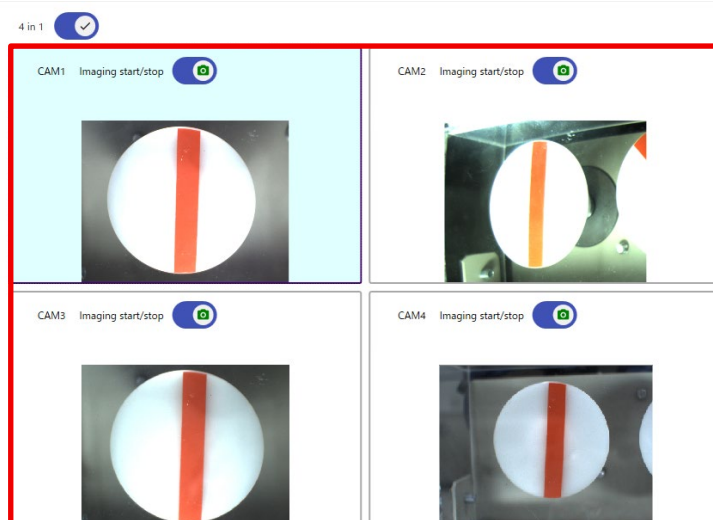 4 in 1
CAM1 Imaging start/stop
CAM2 Imaging start/stop
CAM3 Imaging start/stop
CAM4 Imaging start/stop